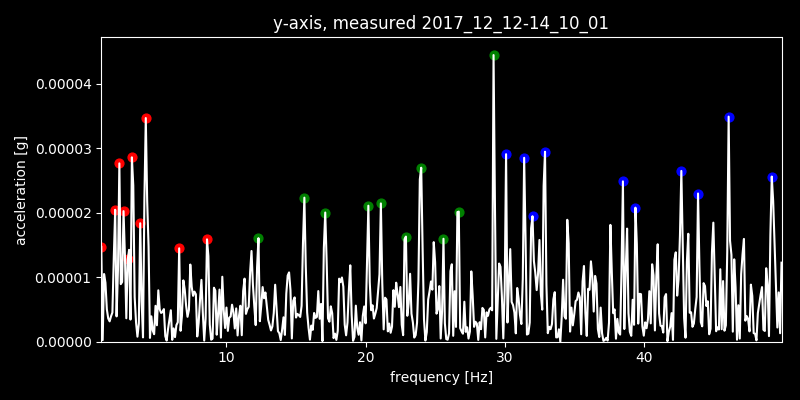 y-axis, measured 2017_12_12-14_10_01
acceleration [g]
0.00004
0.00003
0.00002
0.00001
0.00000
10 20 30 40
frequency [Hz]